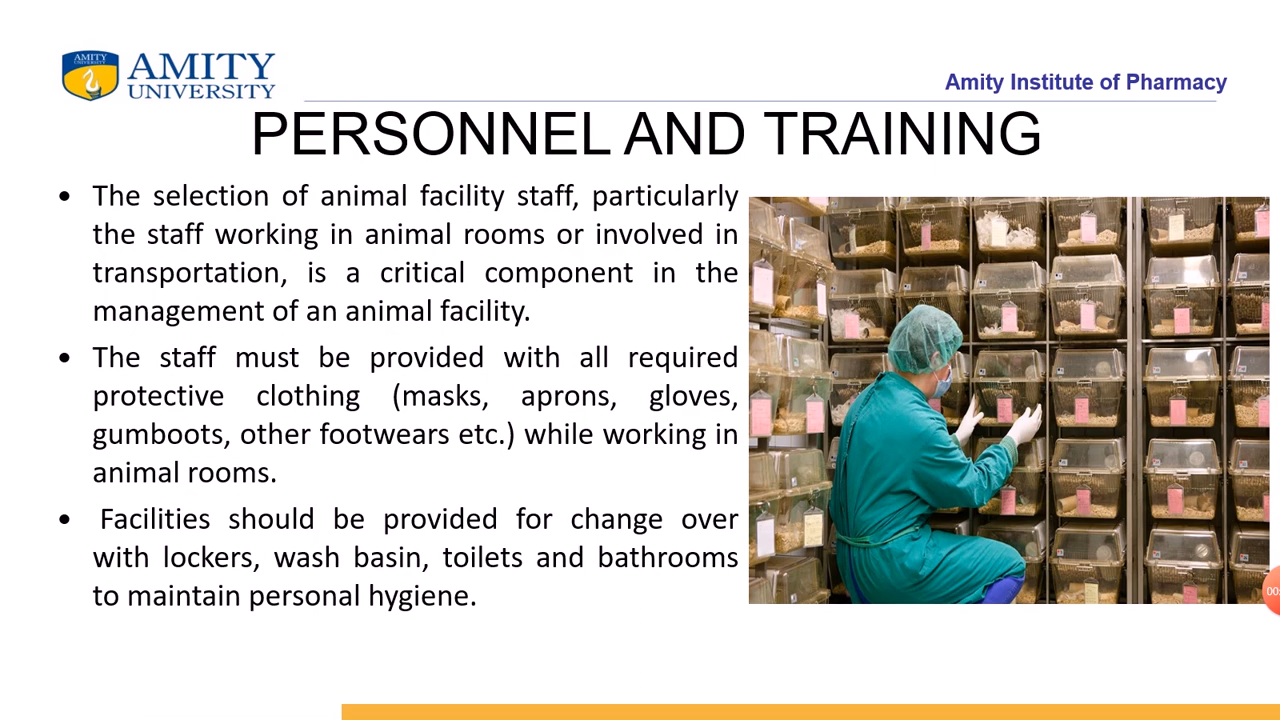 AMITY
UNIVERSITY
AMITY
UNIVERSITY
Amity Institute of Pharmacy
PERSONNEL AND TRAINING
• The selection of animal facility staff, particularly
the staff working in animal rooms or involved in
transportation, is a critical component in the
management of an animal facility.
• The staff must be provided with all required
protective clothing (masks, aprons, gloves,
gumboots, other footwears etc.) while working in
animal rooms.
• Facilities should be provided for change over
with lockers, wash basin, toilets and bathrooms
to maintain personal hygiene.
00: